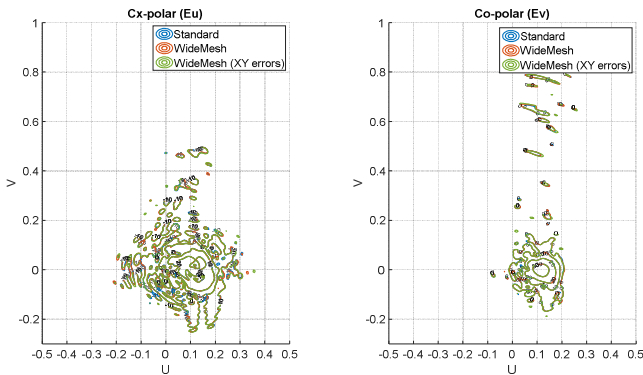 Cx-polar (Eu)
Standard
WideMesh
WideMesh (XY errors)
1
0.8
0.6
0.4
0.2
0
-0.2
V
-0.5 -0.4 -0.3 -0.2 -0.1 0 0.1 0.2 0.3 0.4 0.5
U
Co-polar (Ev)
Standard
WideMesh
WideMesh (XY errors)
1
0.8
0.6
0.4
0.2
0
-0.2
V
-0.5 -0.4 -0.3 -0.2 -0.1 0 0.1 0.2 0.3 0.4 0.5
U